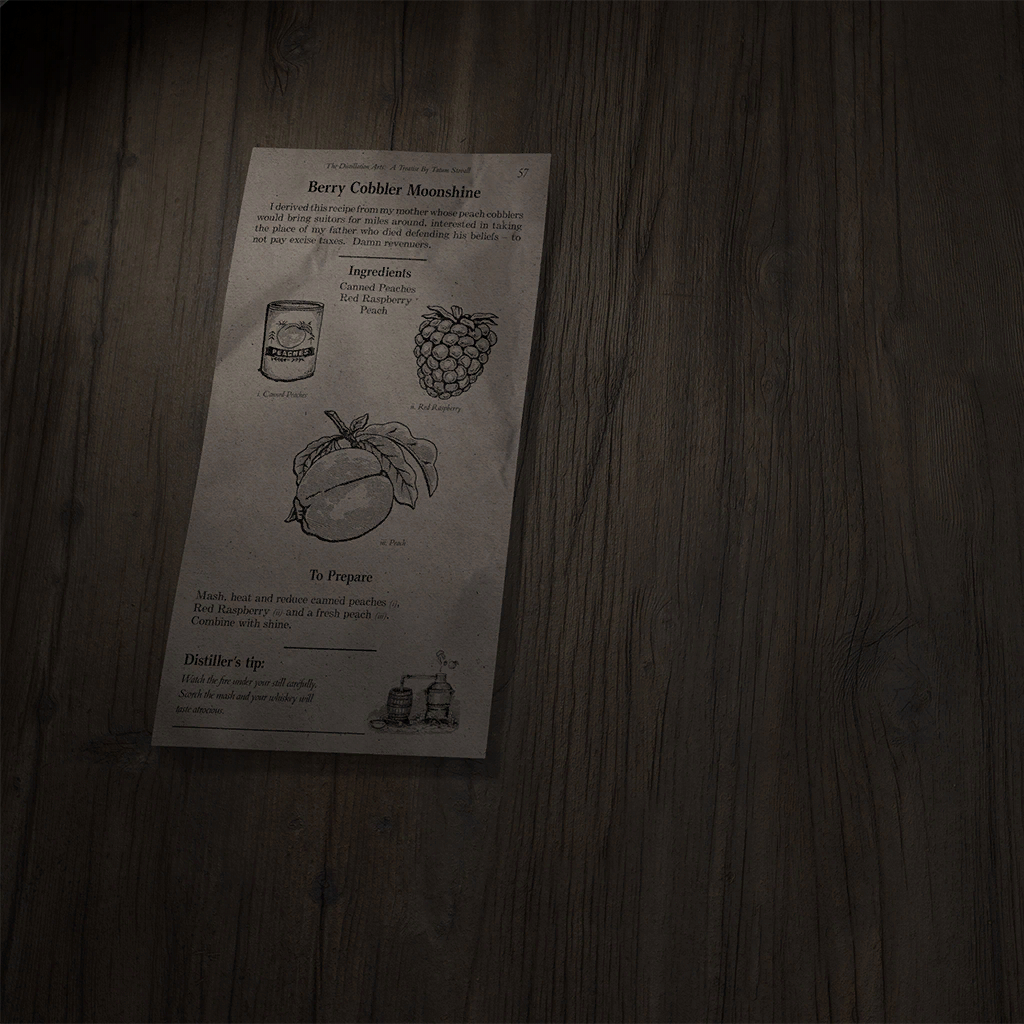 The Distillation Arts: A Treatise By Tatum
57
Berry Cobbler Moonshine
I derived this recipe from my mother whose peach cobblers
would bring suitors for miles around, interested in taking
the place of my father who died defending his beliefs – to
not pay excise taxes. Damn revenuers.
Ingredients
Canned Peaches
Red Raspberry
Peach
PEACHES
i. Canned Peaches
ii. Red Raspberry
iii. Peach
To Prepare
Mash, heat and reduce canned peaches (i),
Red Raspberry (ii) and a fresh peach (iii).
Combine with shine.
Distiller's tip:
Watch the fire under your still carefully.
Scorch the mash and your whiskey will
taste atrocious.